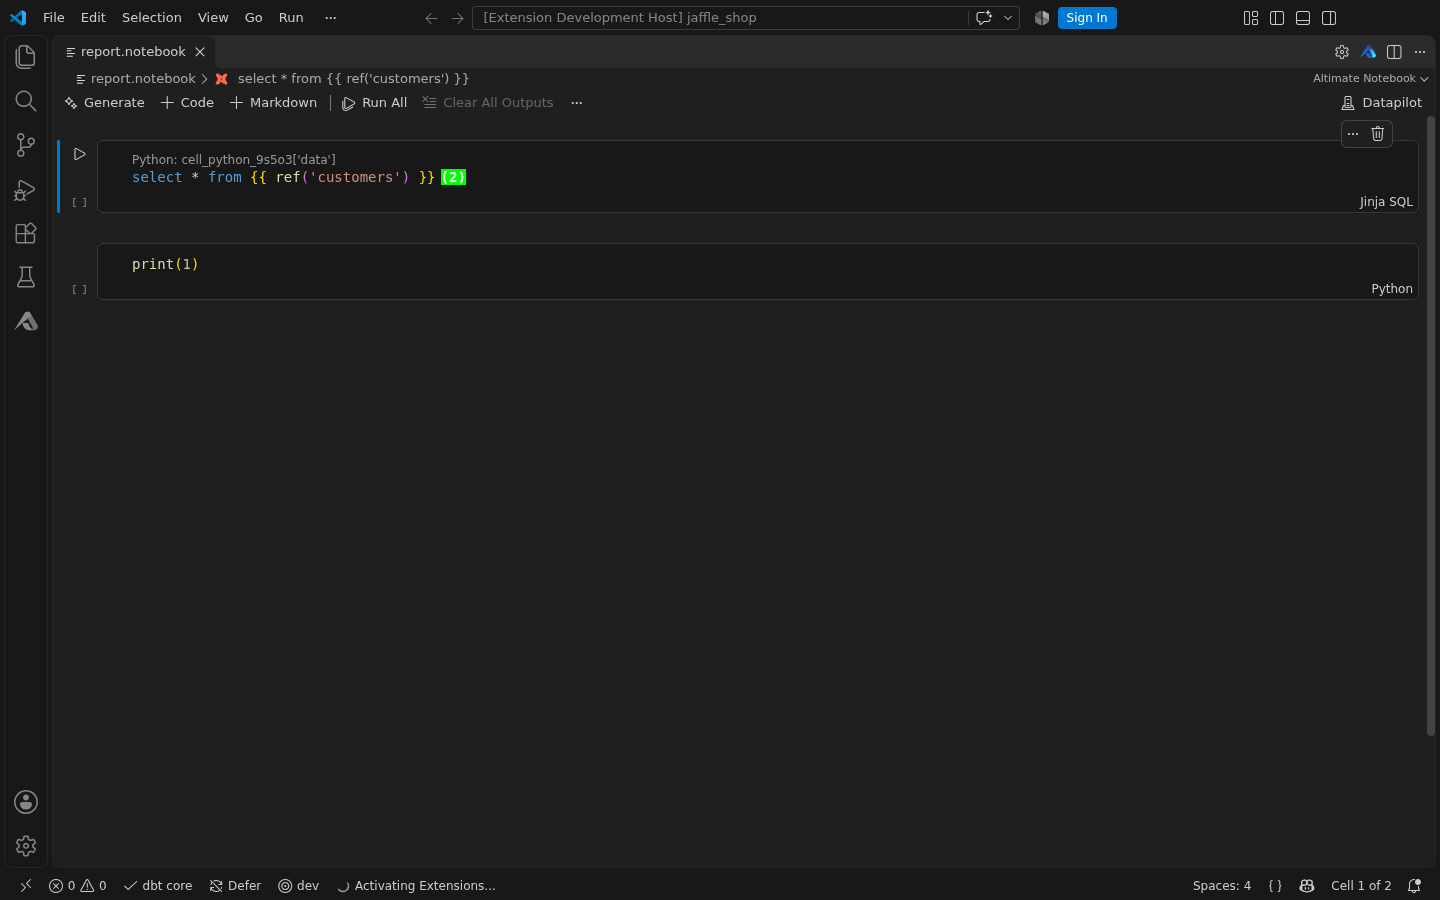 File Edit Selection View Go Run ···
[Extension Development Host] jaffle_shop
Sign In
report.notebook
report.notebook > select * from {{ ref('customers') }}
Altimate Notebook
Generate + Code + Markdown | Run All Clear All Outputs ···
Datapilot
Python: cell_python_9s5o3['data']
select * from {{ ref('customers') }} (2)
[ ]
Jinja SQL
print(1)
[ ]
Python
0 0 dbt core Defer dev Activating Extensions...
Spaces: 4 { } Cell 1 of 2